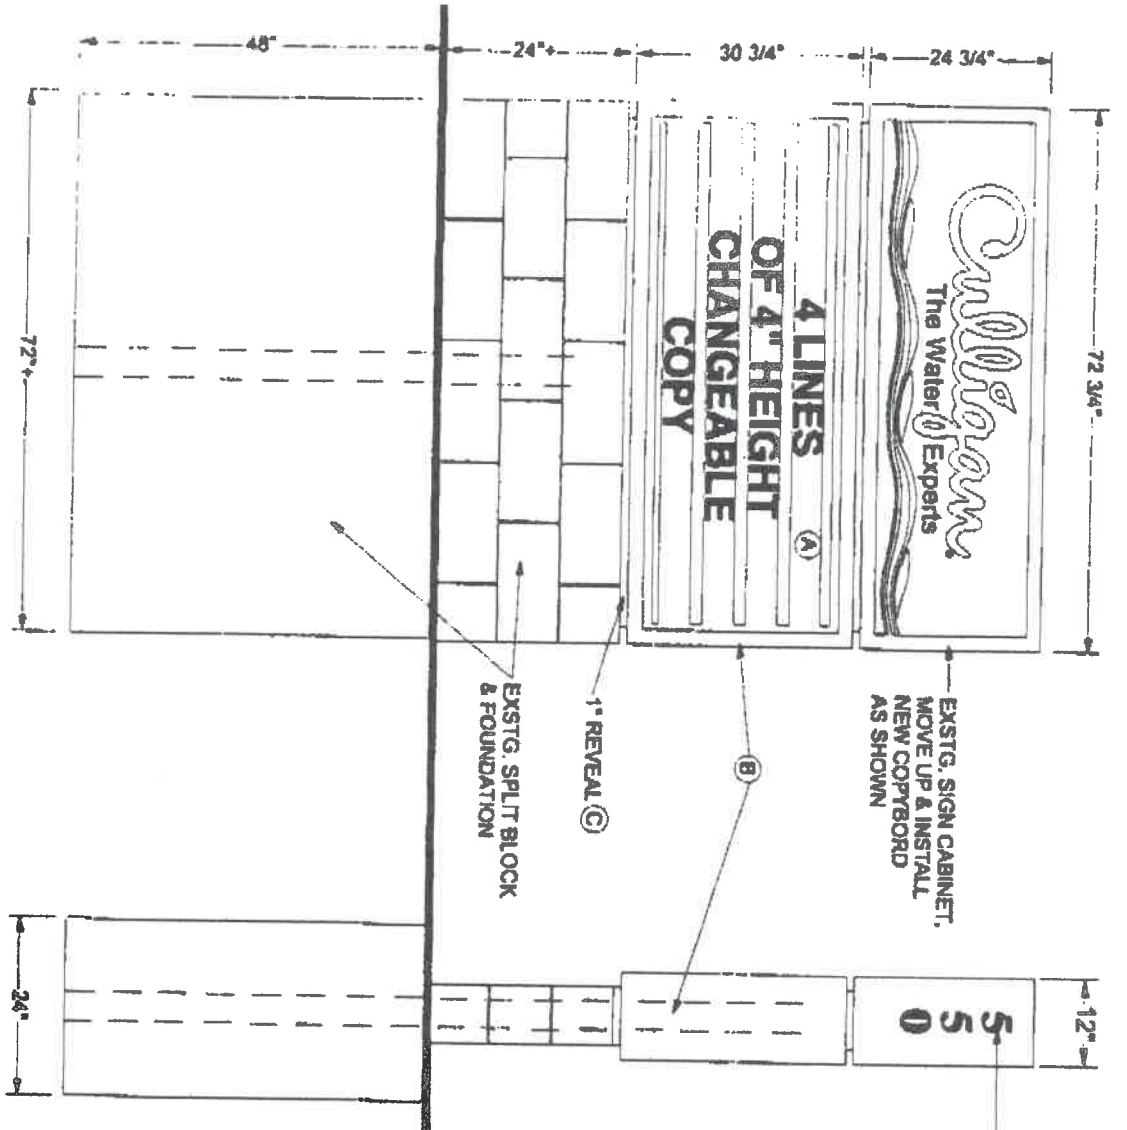 72 3/4"
24 3/4"
30 3/4"
24"+
48"
72"+
Culligan
The Water Experts
4 LINES
OF 4" HEIGHT
CHANGEABLE
COPY
A
EXSTG. SIGN CABINET,
MOVE UP & INSTALL
NEW COPYBORD
AS SHOWN
B
1" REVEAL C
EXSTG. SPLIT BLOCK
& FOUNDATION
12"
5
5
0
24"